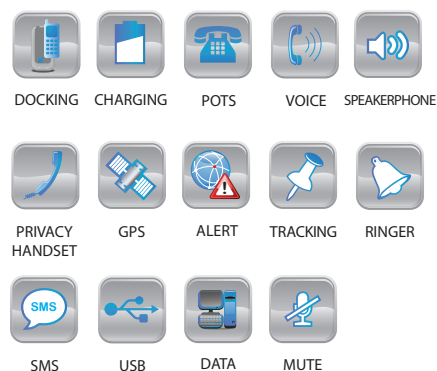 DOCKING CHARGING POTS VOICE SPEAKERPHONE
PRIVACY HANDSET GPS ALERT TRACKING RINGER
SMS
SMS USB DATA MUTE